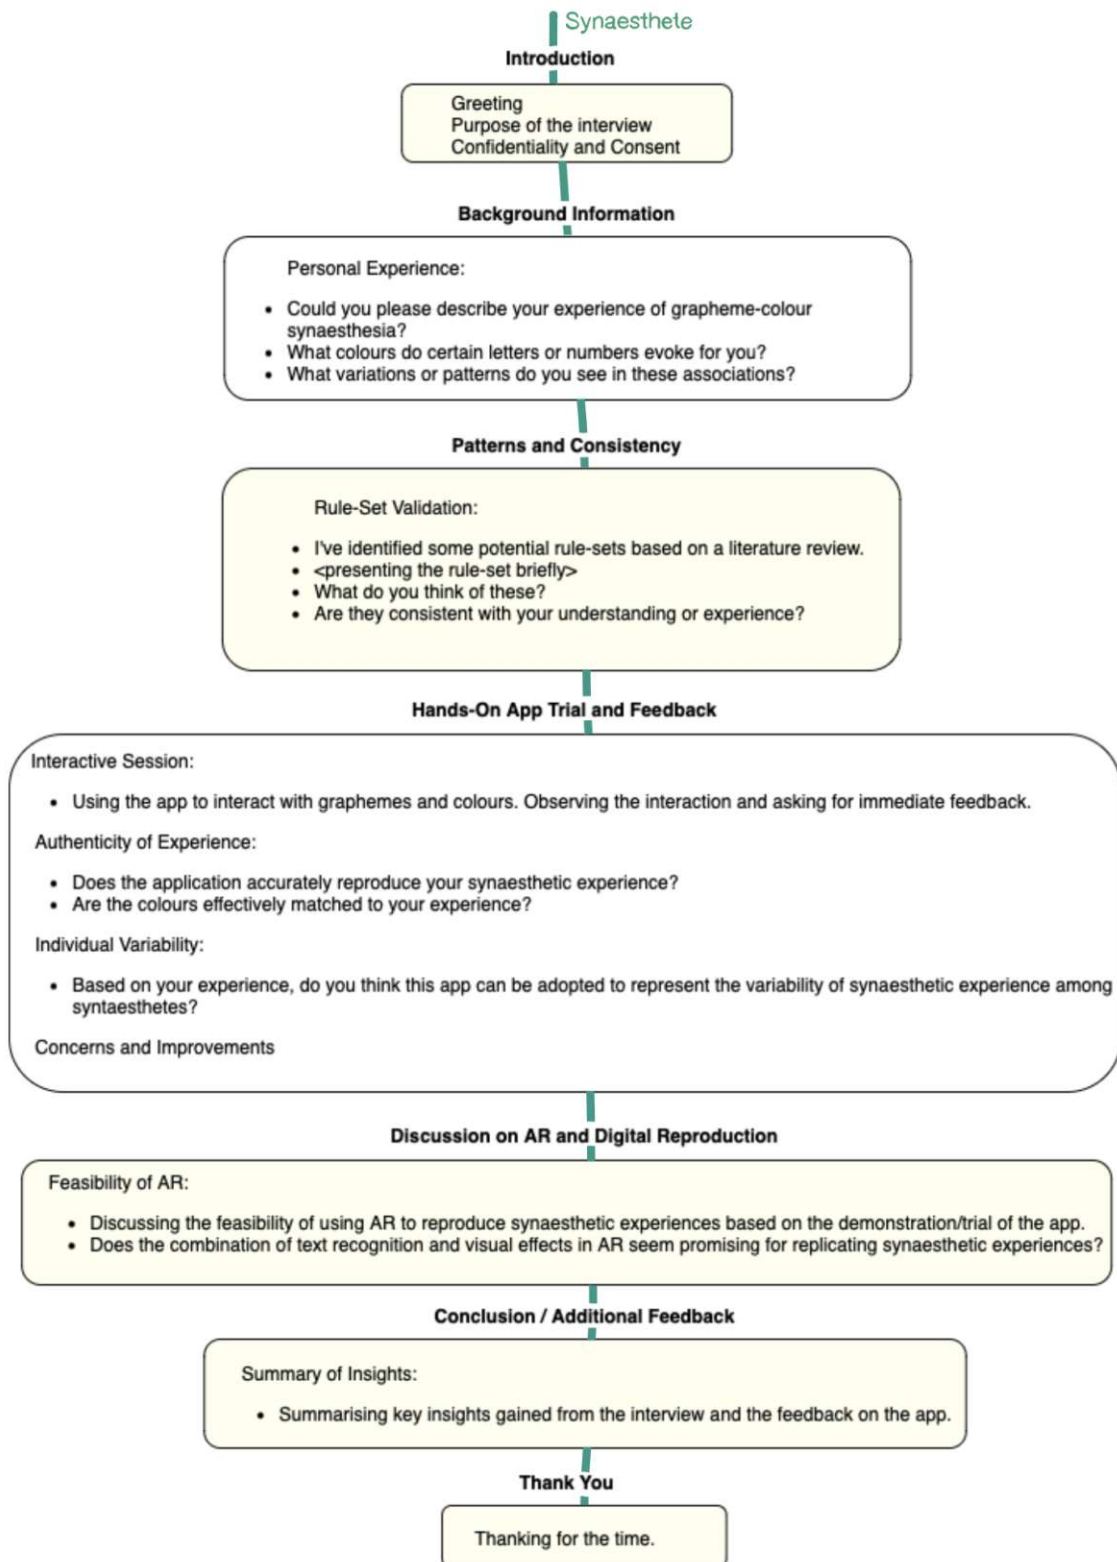 Synaesthete
Introduction
Greeting
Purpose of the interview
Confidentiality and Consent
Background Information
Personal Experience:
• Could you please describe your experience of grapheme-colour
synaesthesia?
• What colours do certain letters or numbers evoke for you?
• What variations or patterns do you see in these associations?
Patterns and Consistency
Rule-Set Validation:
• I've identified some potential rule-sets based on a literature review.
• <presenting the rule-set briefly>
• What do you think of these?
• Are they consistent with your understanding or experience?
Hands-On App Trial and Feedback
Interactive Session:
• Using the app to interact with graphemes and colours. Observing the interaction and asking for immediate feedback.
Authenticity of Experience:
• Does the application accurately reproduce your synaesthetic experience?
• Are the colours effectively matched to your experience?
Individual Variability:
• Based on your experience, do you think this app can be adopted to represent the variability of synaesthetic experience among
syntaesthetes?
Concerns and Improvements
Discussion on AR and Digital Reproduction
Feasibility of AR:
• Discussing the feasibility of using AR to reproduce synaesthetic experiences based on the demonstration/trial of the app.
• Does the combination of text recognition and visual effects in AR seem promising for replicating synaesthetic experiences?
Conclusion / Additional Feedback
Summary of Insights:
• Summarising key insights gained from the interview and the feedback on the app.
Thank You
Thanking for the time.